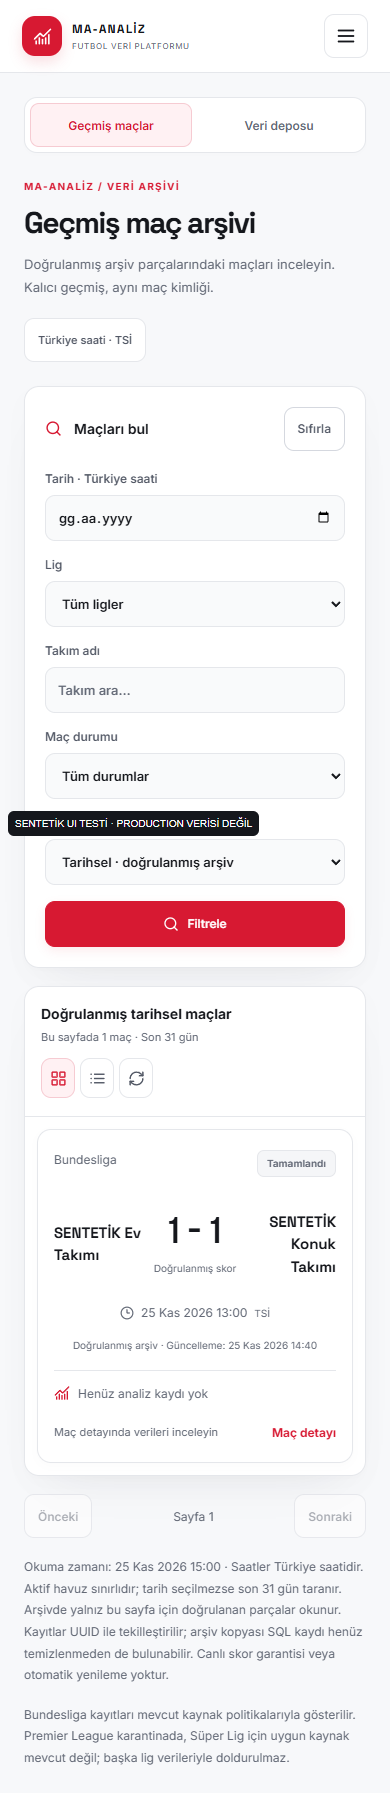 MA-ANALİZ
FUTBOL VERİ PLATFORMU
Geçmiş maçlar
Veri deposu
MA-ANALİZ / VERİ ARŞİVİ
Geçmiş maç arşivi
Doğrulanmış arşiv parçalarındaki maçları inceleyin.
Kalıcı geçmiş, aynı maç kimliği.
Türkiye saati · TSİ
Maçları bul
Sıfırla
Tarih · Türkiye saati
gg.aa.yyyy
Lig
Tüm ligler
Takım adı
Takım ara...
Maç durumu
Tüm durumlar
SENTETİK UI TESTİ · PRODUCTION VERİSİ DEĞİL
Tarihsel · doğrulanmış arşiv
Filtrele
Doğrulanmış tarihsel maçlar
Bu sayfada 1 maç · Son 31 gün
Bundesliga
Tamamlandı
SENTETİK Ev
Takımı
1 - 1
Doğrulanmış skor
SENTETİK
Konuk
Takımı
25 Kas 2026 13:00 TSİ
Doğrulanmış arşiv · Güncelleme: 25 Kas 2026 14:40
Henüz analiz kaydı yok
Maç detayında verileri inceleyin
Maç detayı
Önceki
Sayfa 1
Sonraki
Okuma zamanı: 25 Kas 2026 15:00 · Saatler Türkiye saatidir.
Aktif havuz sınırlıdır; tarih seçilmezse son 31 gün taranır.
Arşivde yalnız bu sayfa için doğrulanan parçalar okunur.
Kayıtlar UUID ile tekilleştirilir; arşiv kopyası SQL kaydı henüz
temizlenmeden de bulunabilir. Canlı skor garantisi veya
otomatik yenileme yoktur.
Bundesliga kayıtları mevcut kaynak politikalarıyla gösterilir.
Premier League karantinada, Süper Lig için uygun kaynak
mevcut değil; başka lig verileriyle doldurulmaz.